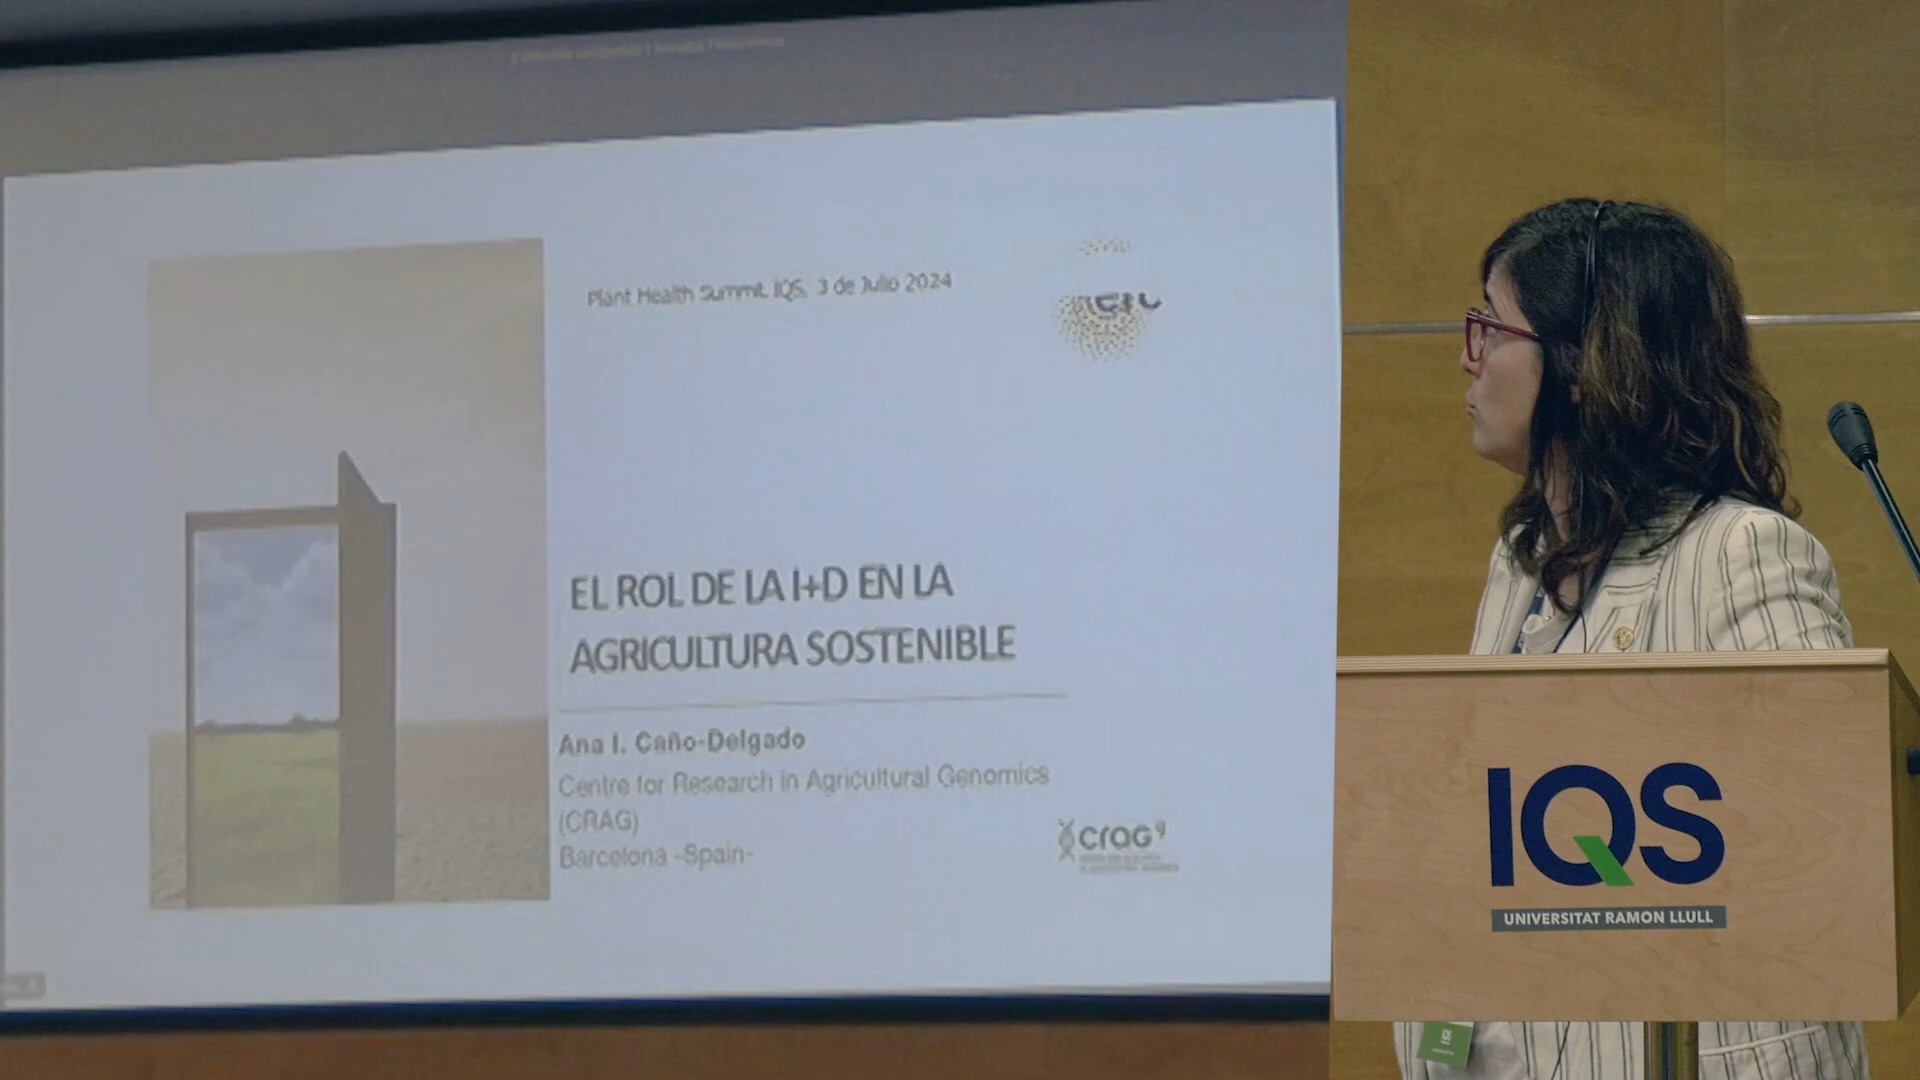 Plant Health Summit, IQS, 3 de Julio 2024
EL ROL DE LA I+D EN LA
AGRICULTURA SOSTENIBLE
Ana I. Caño-Delgado
Centre for Research in Agricultural Genomics
(CRAG)
Barcelona -Spain-
crag
IQS
UNIVERSITAT RAMON LLULL